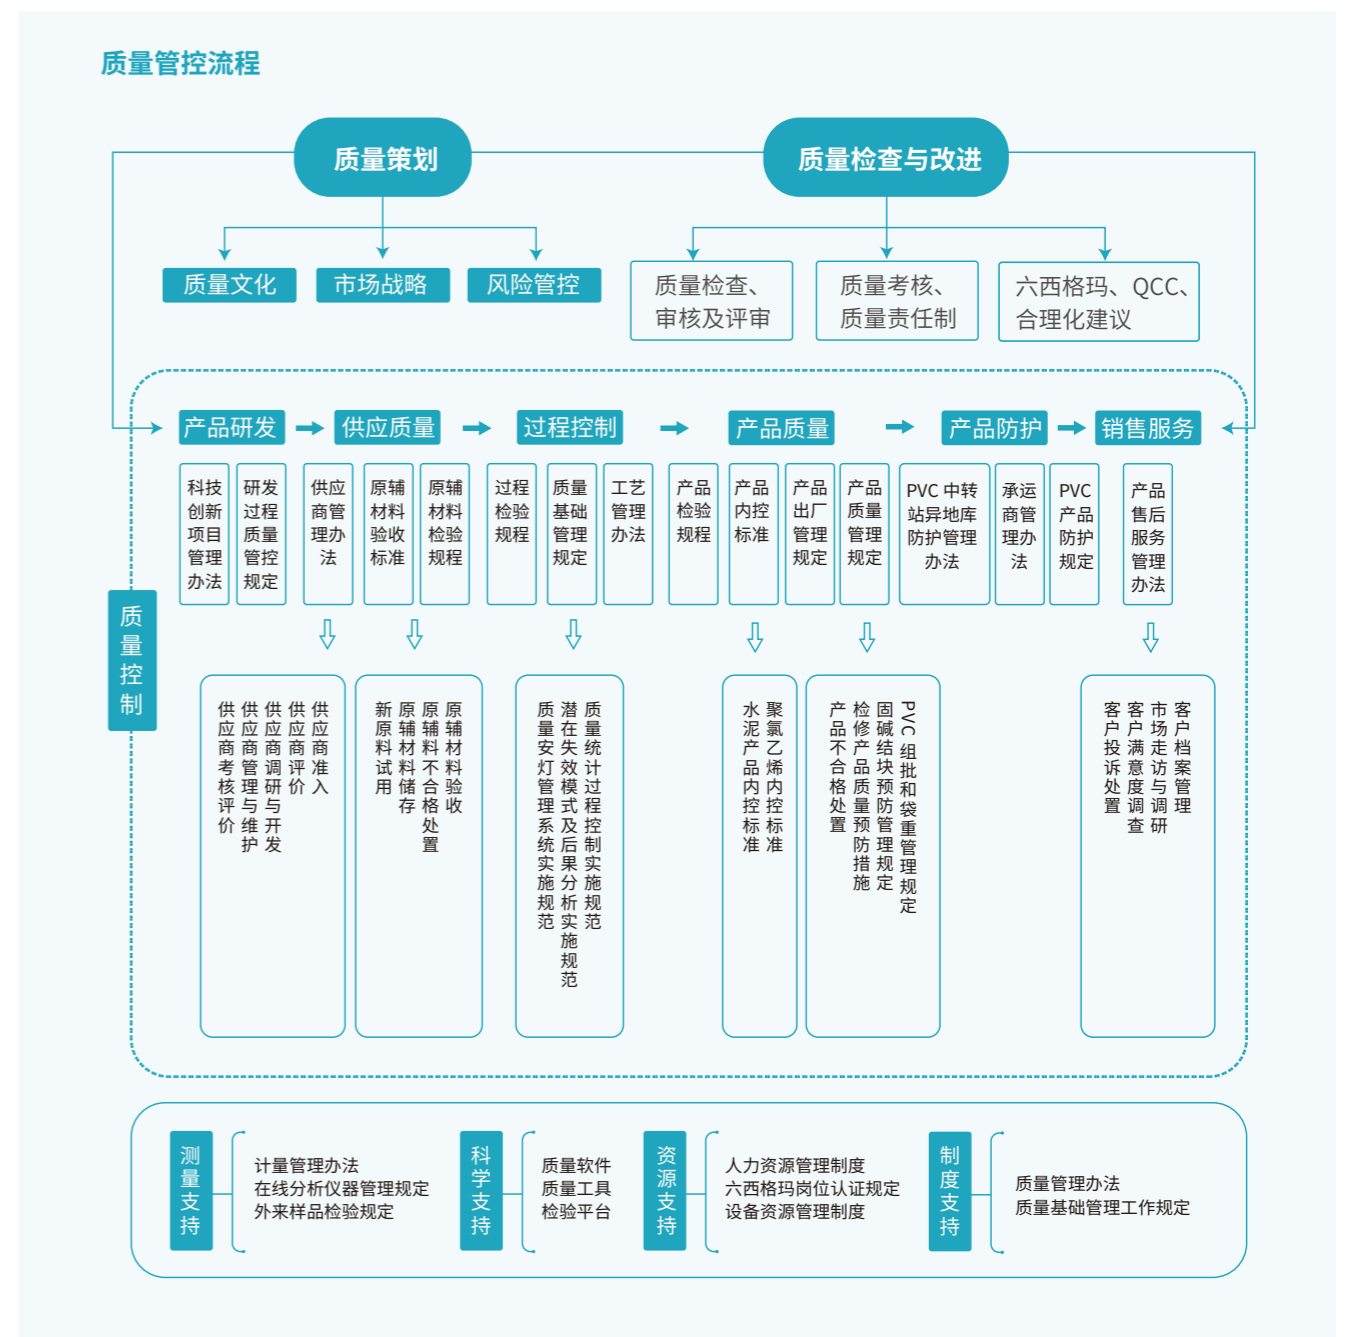 质量管控流程
质量策划
质量检查与改进
质量文化
市场战略
风险管控
质量检查、
审核及评审
质量考核、
质量责任制
六西格玛、QCC、
合理化建议
质量控制
产品研发
供应质量
过程控制
产品质量
产品防护
销售服务
科技
创新
项目
管理
办法
研发
过程
质量
管控
规定
供应
商管
理办
法
原辅
材料
验收
标准
原辅
材料
检验
规程
过程
检验
规程
质量
基础
管理
规定
工艺
管理
办法
产品
检验
规程
产品
内控
标准
产品
出厂
管理
规定
产品
质量
管理
规定
PVC 中转
站异地库
防护管理
办法
承运
商管
理办
法
PVC
产品
防护
规定
产品
售后
服务
管理
办法
供应商准入
供应商评价
供应商调研与开发
供应商管理与维护
供应商考核评价
原辅材料验收
原辅料不合格处置
原辅材料储存
新原料试用
质量统计过程控制实施规范
潜在失效模式及后果分析实施规范
质量安灯管理系统实施规范
聚氯乙烯内控标准
水泥产品内控标准
PVC 组批和袋重管理规定
固碱结块预防管理规定
检修产品质量预防措施
产品不合格处置
客户档案管理
市场走访与调研
客户满意度调查
客户投诉处置
测量支持
计量管理办法
在线分析仪器管理规定
外来样品检验规定
科学支持
质量软件
质量工具
检验平台
资源支持
人力资源管理制度
六西格玛岗位认证规定
设备资源管理制度
制度支持
质量管理办法
质量基础管理工作规定